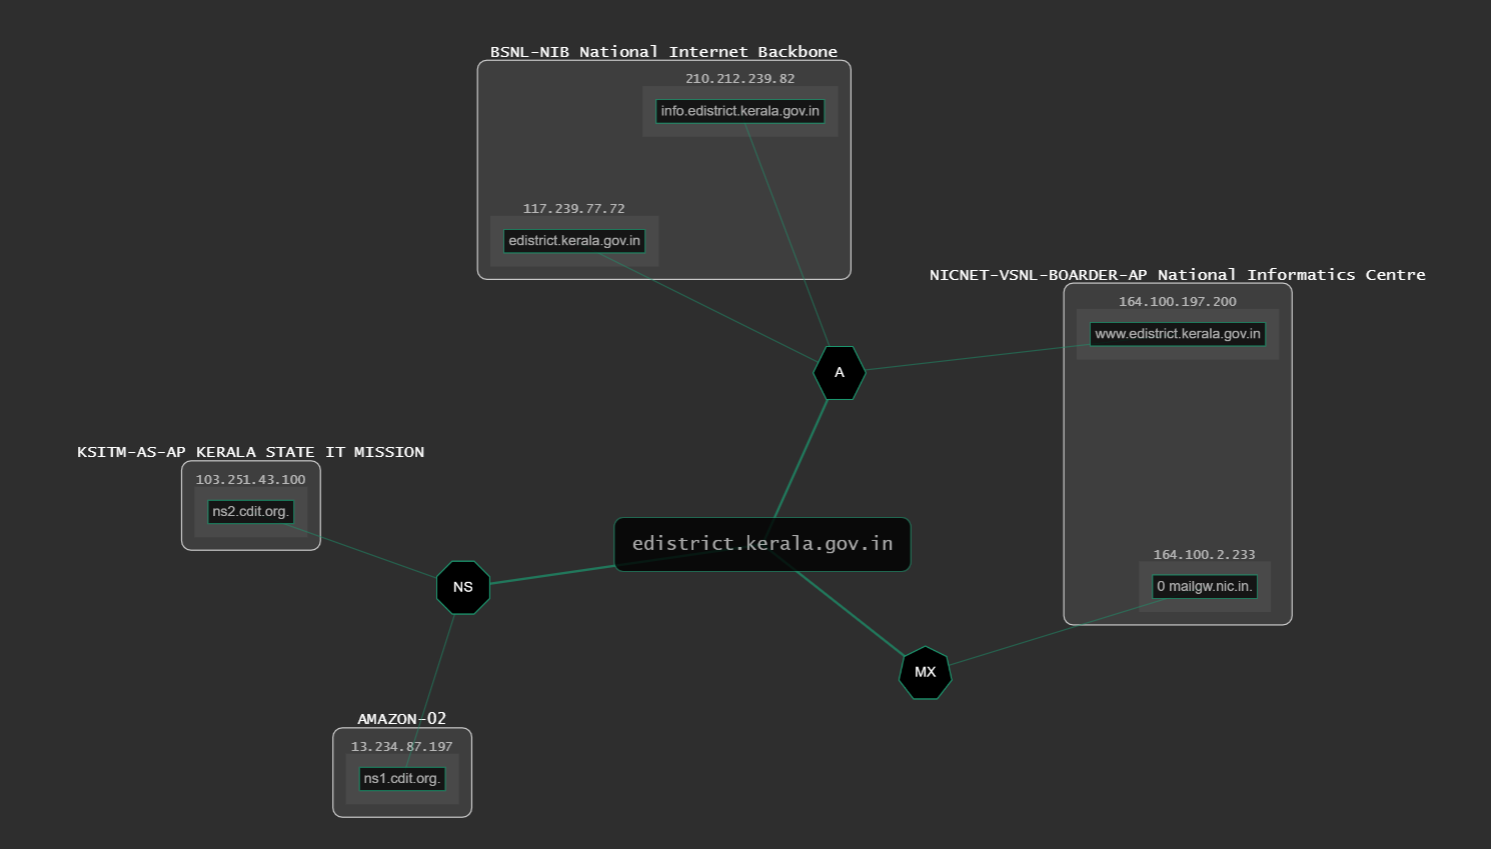 BSNL-NIB National Internet Backbone
210.212.239.82
info.edistrict.kerala.gov.in
117.239.77.72
edistrict.kerala.gov.in
NICNET-VSNL-BOARDER-AP National Informatics Centre
164.100.197.200
www.edistrict.kerala.gov.in
A
KSITM-AS-AP KERALA STATE IT MISSION
103.251.43.100
ns2.cdit.org.
edistrict.kerala.gov.in
164.100.2.233
0 mailgw.nic.in.
NS
MX
AMAZON-02
13.234.87.197
ns1.cdit.org.